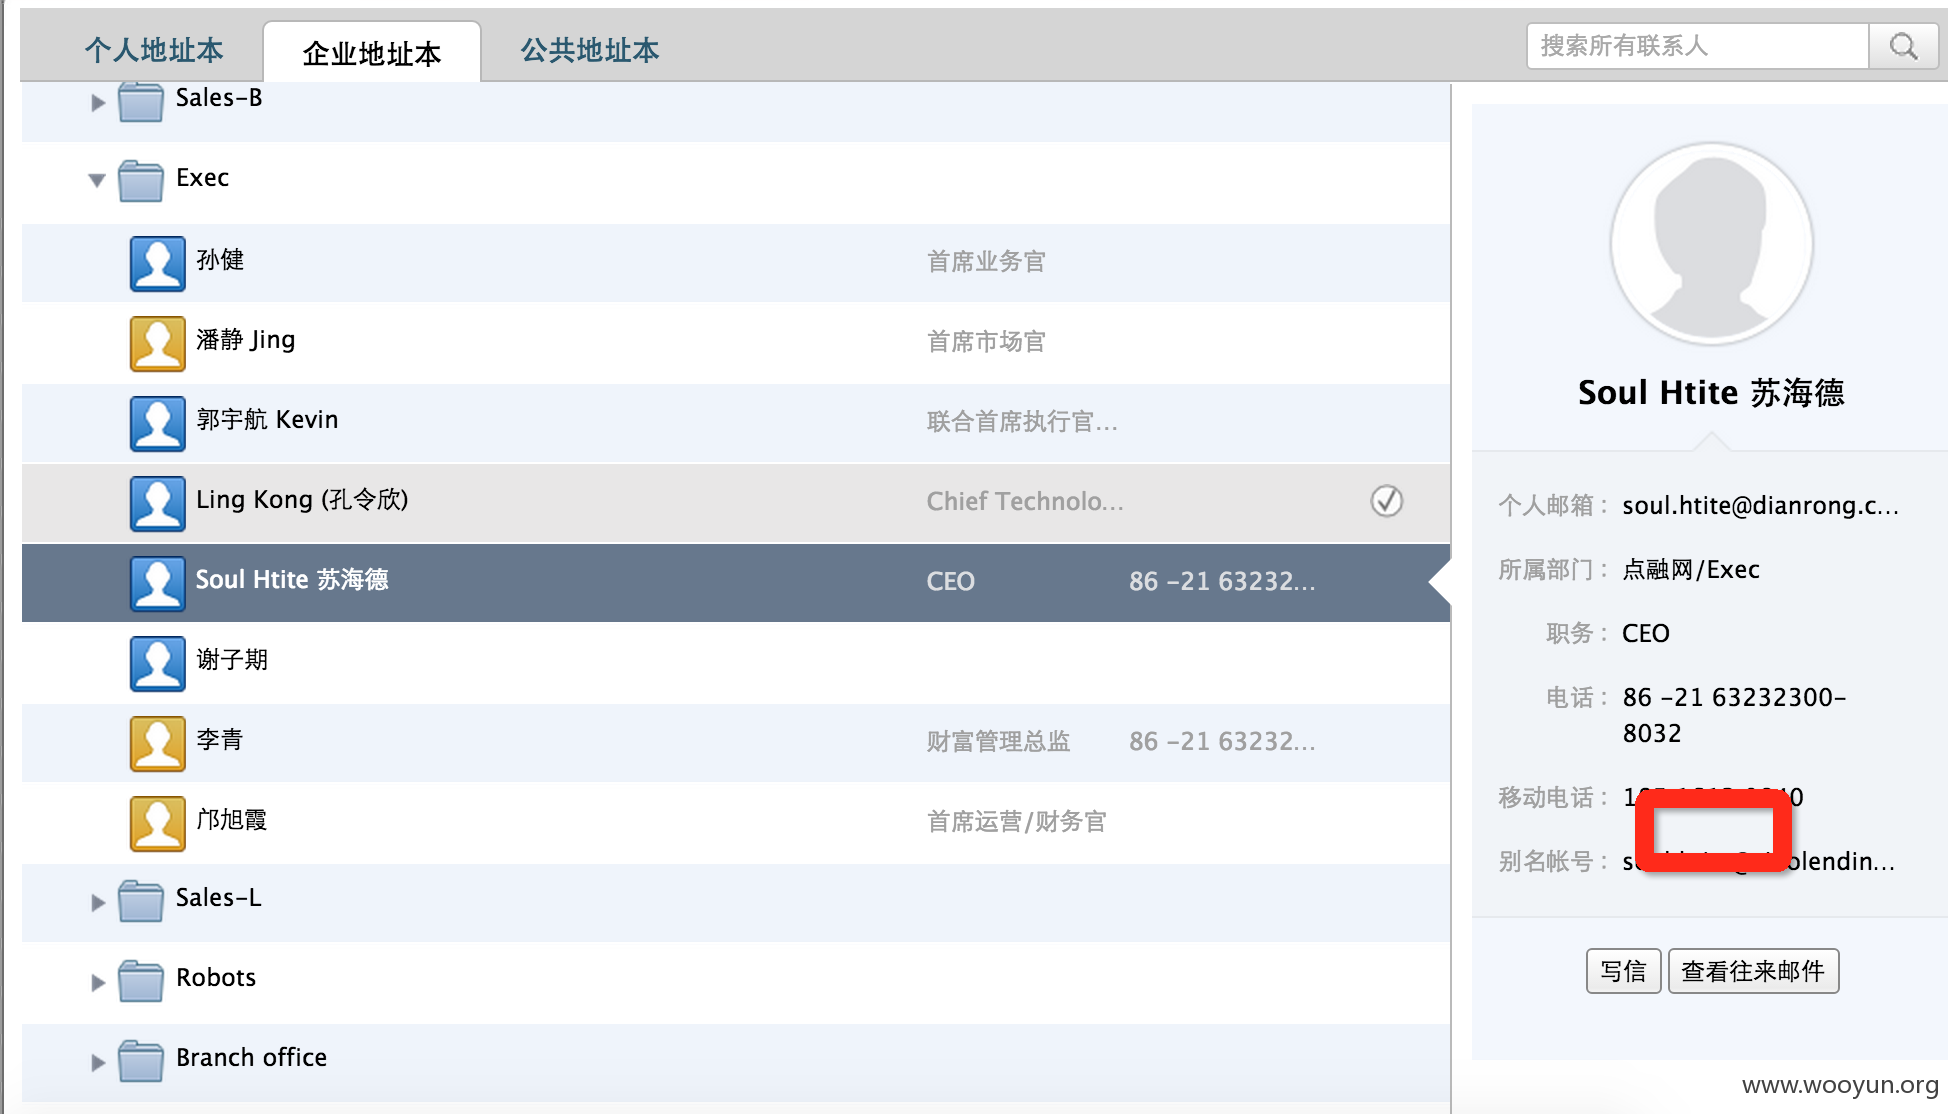 个人地址本
企业地址本
公共地址本
搜索所有联系人
Sales-B
Exec
孙健 首席业务官
潘静 Jing 首席市场官
郭宇航 Kevin 联合首席执行官...
Ling Kong (孔令欣) Chief Technolo...
Soul Htite 苏海德 CEO 86 -21 63232...
谢子期
李青 财富管理总监 86 -21 63232...
邝旭霞 首席运营/财务官
Sales-L
Robots
Branch office
Soul Htite 苏海德
个人邮箱： soul.htite@dianrong.c...
所属部门： 点融网/Exec
职务： CEO
电话： 86 -21 63232300-
8032
移动电话：
别名帐号：
写信 查看往来邮件
www.wooyun.org